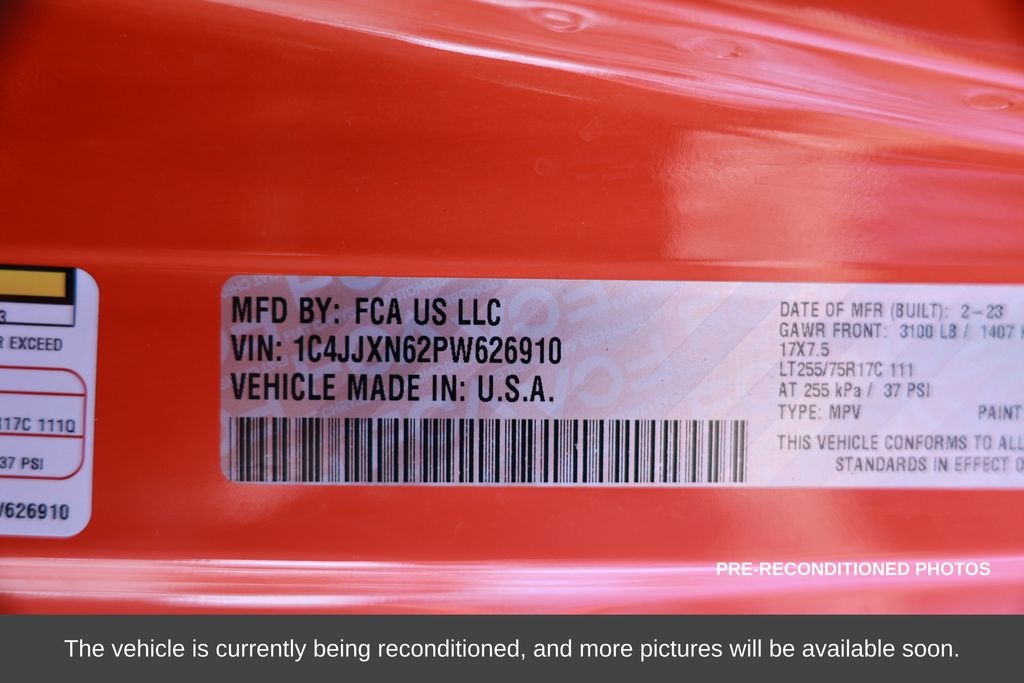 3
R EXCEED
R17C 111Q
37 PSI
W626910
MFD BY: FCA US LLC
VIN: 1C4JJXN62PW626910
VEHICLE MADE IN: U.S.A.
DATE OF MFR (BUILT): 2-23
GAWR FRONT: 3100 LB / 1407 K
17X7.5
LT255/75R17C 111
AT 255 kPa / 37 PSI
TYPE: MPV PAINT
THIS VEHICLE CONFORMS TO ALL
STANDARDS IN EFFECT O
PRE-RECONDITIONED PHOTOS
The vehicle is currently being reconditioned, and more pictures will be available soon.